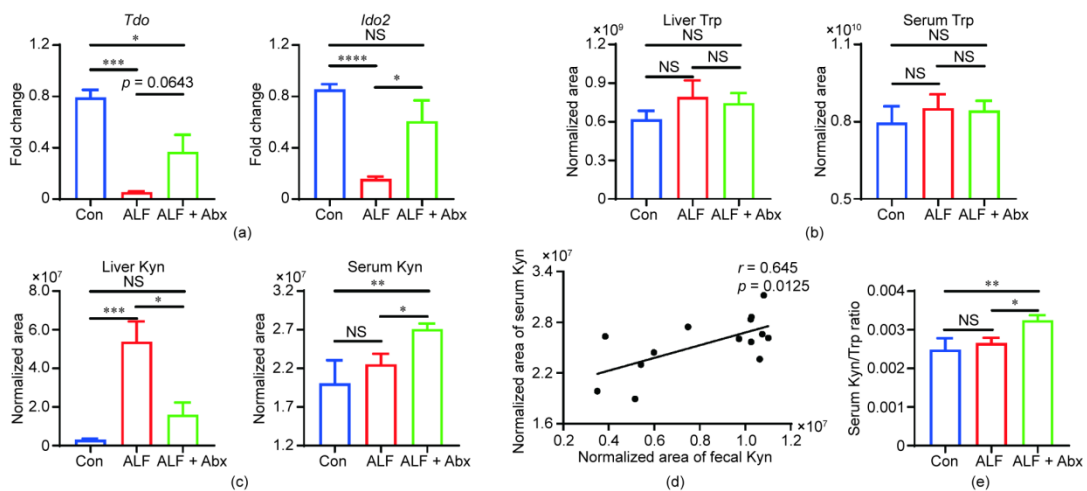 Tdo
*
***
p = 0.0643
Fold change
1.2
0.8
0.4
0
Con ALF ALF + Abx
Ido2
NS
****
*
Fold change
1.2
0.8
0.4
0
Con ALF ALF + Abx
(a)
Liver Trp
×10⁹
NS
NS
NS
Normalized area
1.2
0.9
0.6
0.3
0
Con ALF ALF + Abx
Serum Trp
×10¹⁰
NS
NS
NS
Normalized area
1.1
0.8
0.5
Con ALF ALF + Abx
(b)
Liver Kyn
×10⁷
NS
***
*
Normalized area
8.0
6.0
4.0
2.0
0
Con ALF ALF + Abx
Serum Kyn
×10⁷
**
NS
*
Normalized area
3.2
2.7
2.2
1.7
1.2
Con ALF ALF + Abx
(c)
×10⁷
r = 0.645
p = 0.0125
Normalized area of serum Kyn
3.4
2.8
2.2
1.6
0.2 0.4 0.6 0.8 1.0 1.2
×10⁷
Normalized area of fecal Kyn
(d)
**
NS
*
Serum Kyn/Trp ratio
0.004
0.003
0.002
0.001
0
Con ALF ALF + Abx
(e)